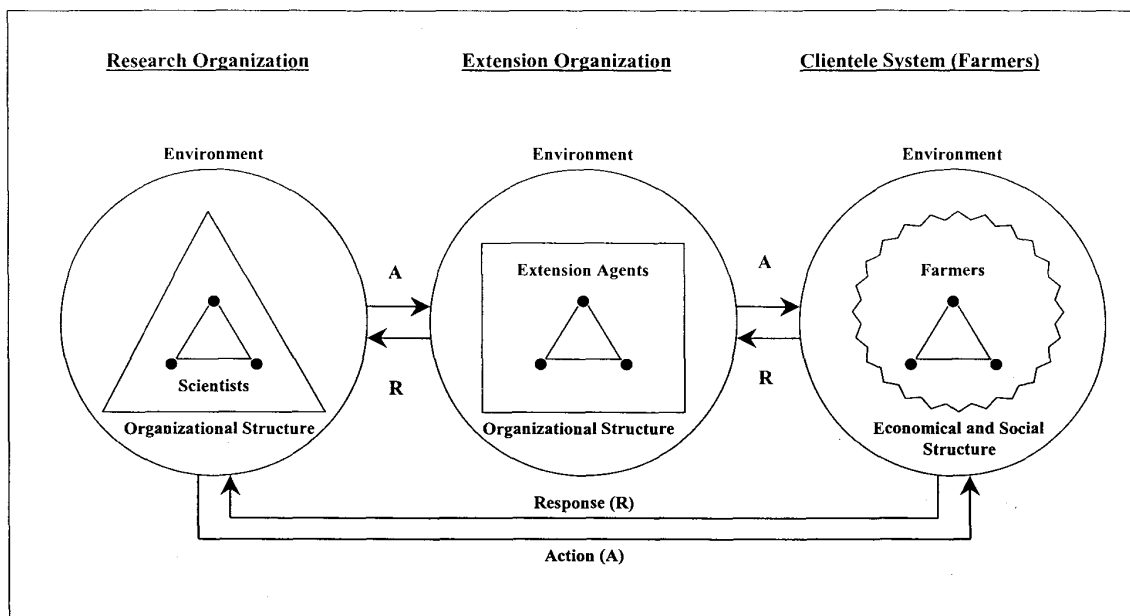 Research Organization
Extension Organization
Clientele System (Farmers)
Environment
Environment
Environment
A
A
Extension Agents
Farmers
Scientists
R
R
Organizational Structure
Organizational Structure
Economical and Social
Structure
Response (R)
Action (A)